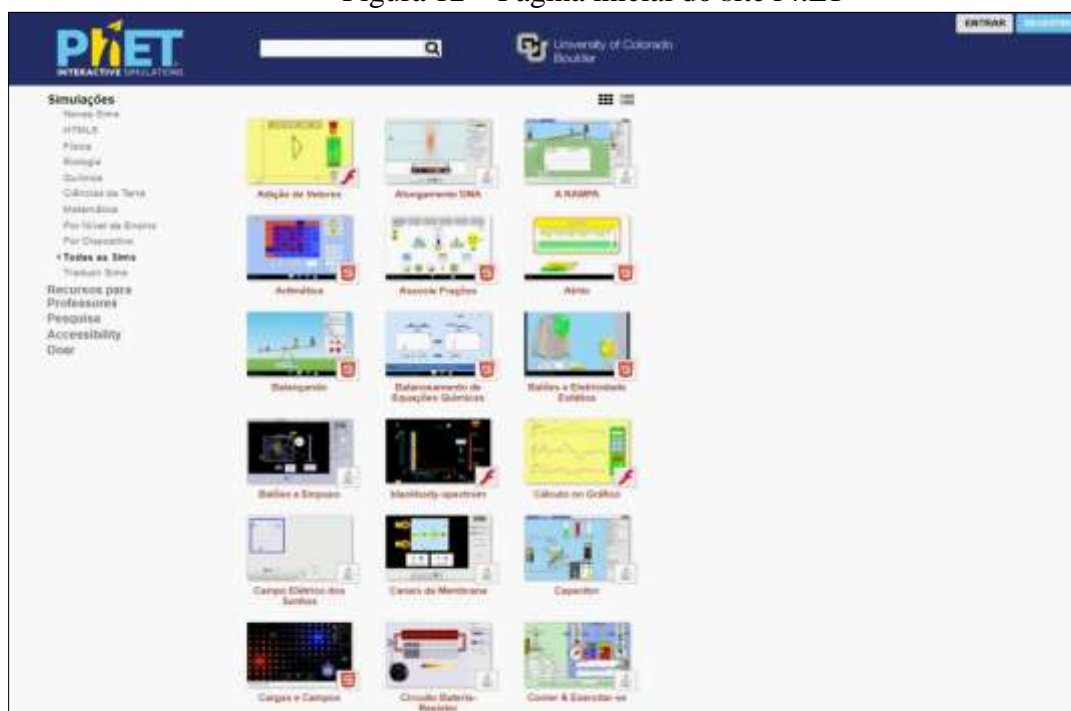 Figura 12 – Página inicial do site PhET
PhET
INTERACTIVE SIMULATIONS
University of Colorado
Boulder
ENTRAR
Simulações
Novas Sims
HTML5
Física
Biologia
Química
Ciências da Terra
Matemática
Por Nível de Ensino
Por Dispositivo
Todas as Sims
Traduzir Sims
Recursos para
Professores
Pesquisa
Accessibility
Doar
Adição de Vetores
Alongamento DNA
A RAMPA
Aritmética
Associe Frações
Atrito
Balançando
Balanceamento de
Equações Químicas
Balões e Eletricidade
Estática
Balões e Empuxo
blackbody-spectrum
Cálculo no Gráfico
Campo Elétrico dos
Sonhos
Canais de Membrana
Capacitor
Cargas e Campos
Circuito Bateria-
Resistor
Comer & Exercitar-se